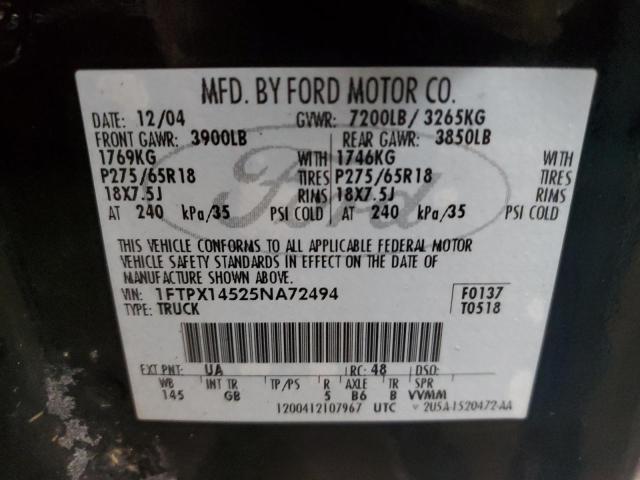 MFD. BY FORD MOTOR CO.
DATE: 12/04 GVWR: 7200LB/ 3265KG
FRONT GAWR: 3900LB REAR GAWR: 3850LB
1769KG WITH 1746KG WITH
P275/65R18 TIRES P275/65R18 TIRES
18X7.5J RIMS 18X7.5J RIMS
AT 240 kPa/35 PSI COLD AT 240 kPa/35 PSI COLD
Ford
THIS VEHICLE CONFORMS TO ALL APPLICABLE FEDERAL MOTOR
VEHICLE SAFETY STANDARDS IN EFFECT ON THE DATE OF
MANUFACTURE SHOWN ABOVE.
VIN: 1FTPX14525NA72494 F0137
TYPE: TRUCK T0518
EXT PNT: UA RC: 48 DSO:
WB INT TR TP/PS R AXLE TR SPR
145 GB 5 B6 B VVMM
1200412107967 UTC 2U5A-1520472-AA